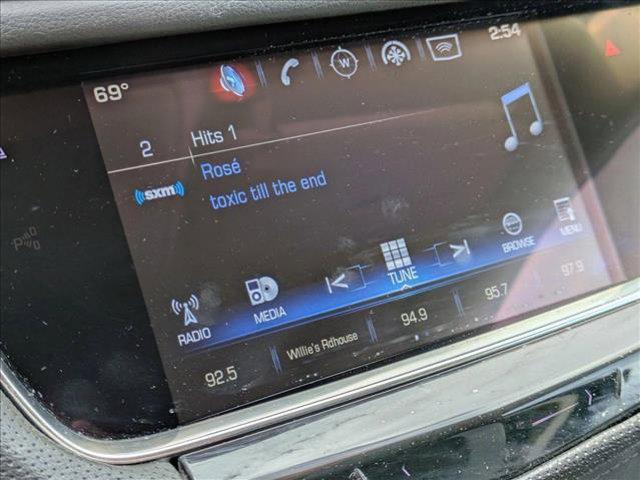 69° W 2:54
2 Hits 1
Rosé
sxm toxic till the end
RADIO MEDIA TUNE BROWSE MENU
92.5 Willie's Rdhouse 94.9 95.7 97.9